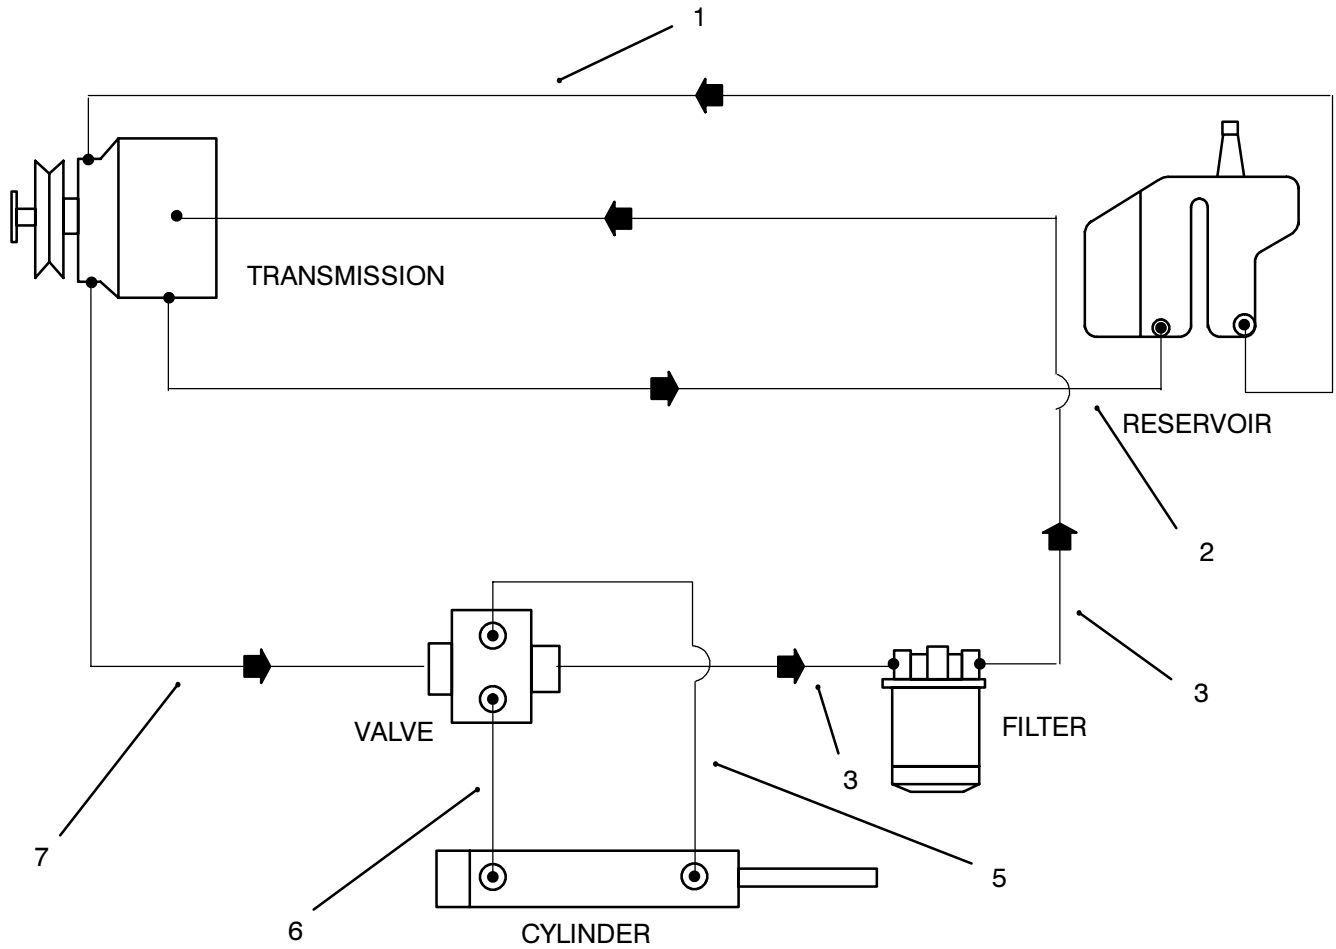 1
TRANSMISSION
RESERVOIR
2
3
FILTER
VALVE
3
7
5
6
CYLINDER